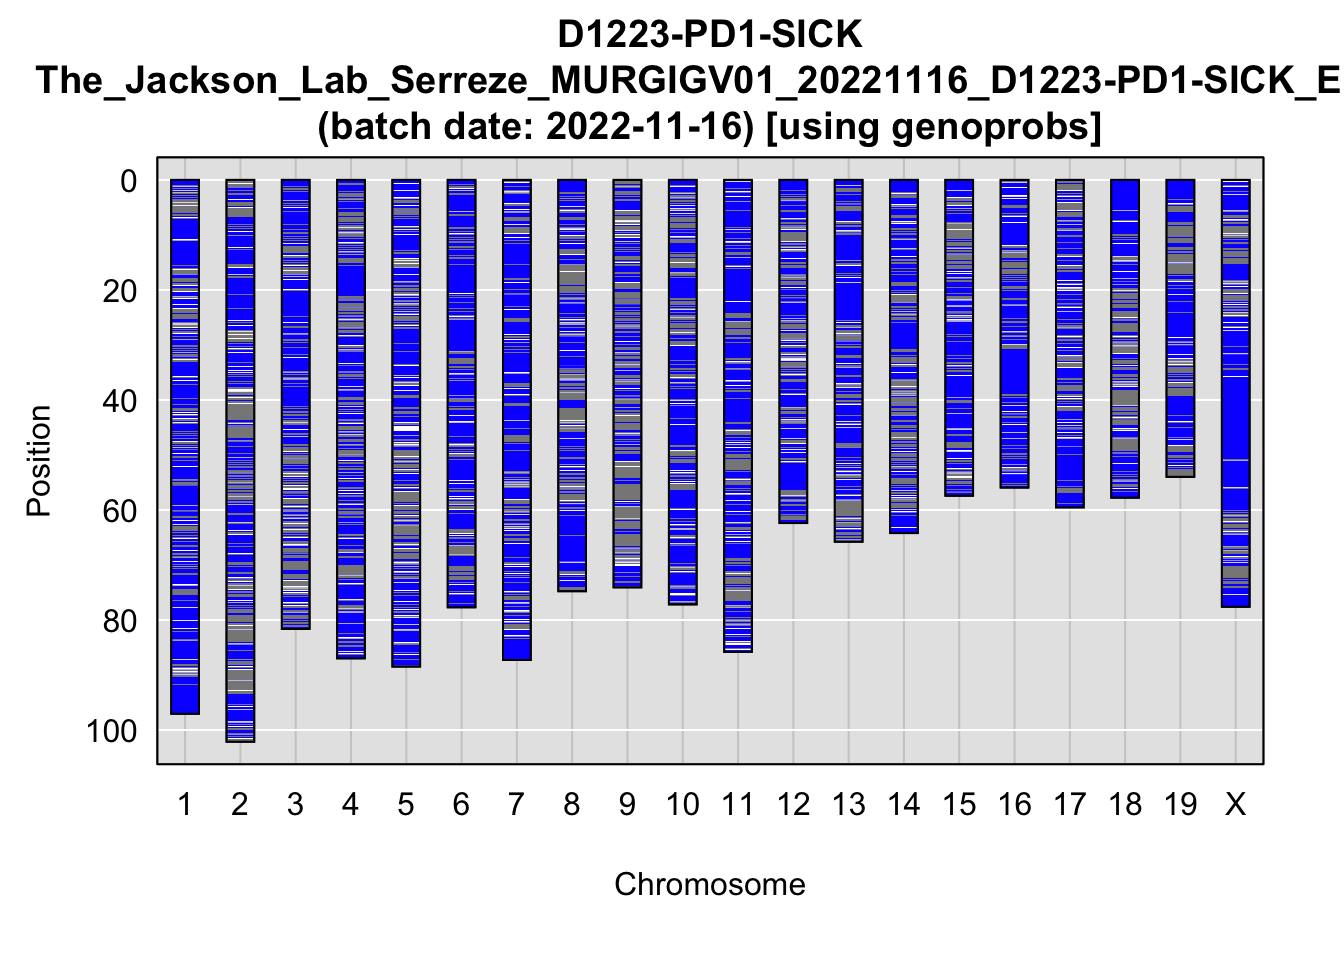 D1223-PD1-SICK
The_Jackson_Lab_Serreze_MURGIGV01_20221116_D1223-PD1-SICK_E
(batch date: 2022-11-16) [using genoprobs]
0
20
40
60
80
100
Position
1 2 3 4 5 6 7 8 9 10 11 12 13 14 15 16 17 18 19 X
Chromosome